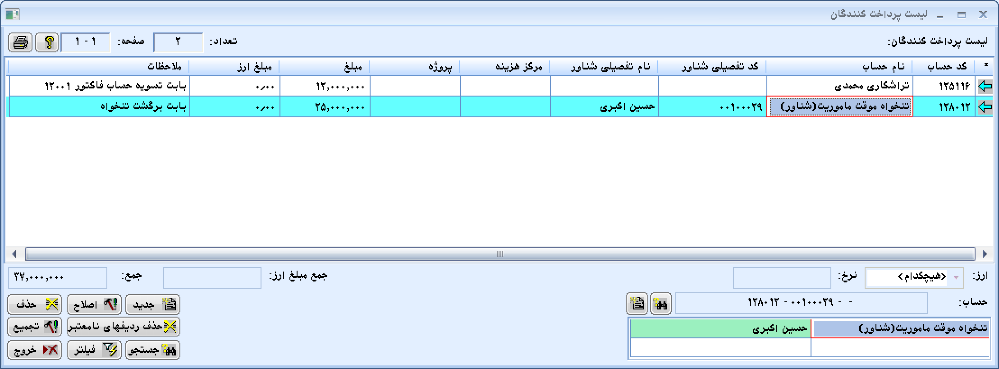 لیست پرداخت کنندگان
لیست پرداخت کنندگان: تعداد: ۲ صفحه: ۱ - ۱
* کد حساب نام حساب کد تفصیلی شناور نام تفصیلی شناور مرکز هزینه پروژه مبلغ مبلغ ارز ملاحظات
۱۲۵۱۱۶ تراشکاری محمدی ۱۲,۰۰۰,۰۰۰ ۰٫۰۰ بابت تسویه حساب فاکتور ۱۲۰۰۱
۱۲۸۰۱۲ تنخواه موقت ماموریت(شناور) ۰۰۱۰۰۰۲۹ حسین اکبری ۲۵,۰۰۰,۰۰۰ ۰٫۰۰ بابت برگشت تنخواه
ارز: <هیچکدام> نرخ: جمع مبلغ ارز: جمع: ۳۷,۰۰۰,۰۰۰
حساب: ۱۲۸۰۱۲ - ۰۰۱۰۰۰۲۹ - -
تنخواه موقت ماموریت(شناور) حسین اکبری
جدید اصلاح حذف
حذف ردیفهای نامعتبر تجمیع
جستجو فیلتر خروج